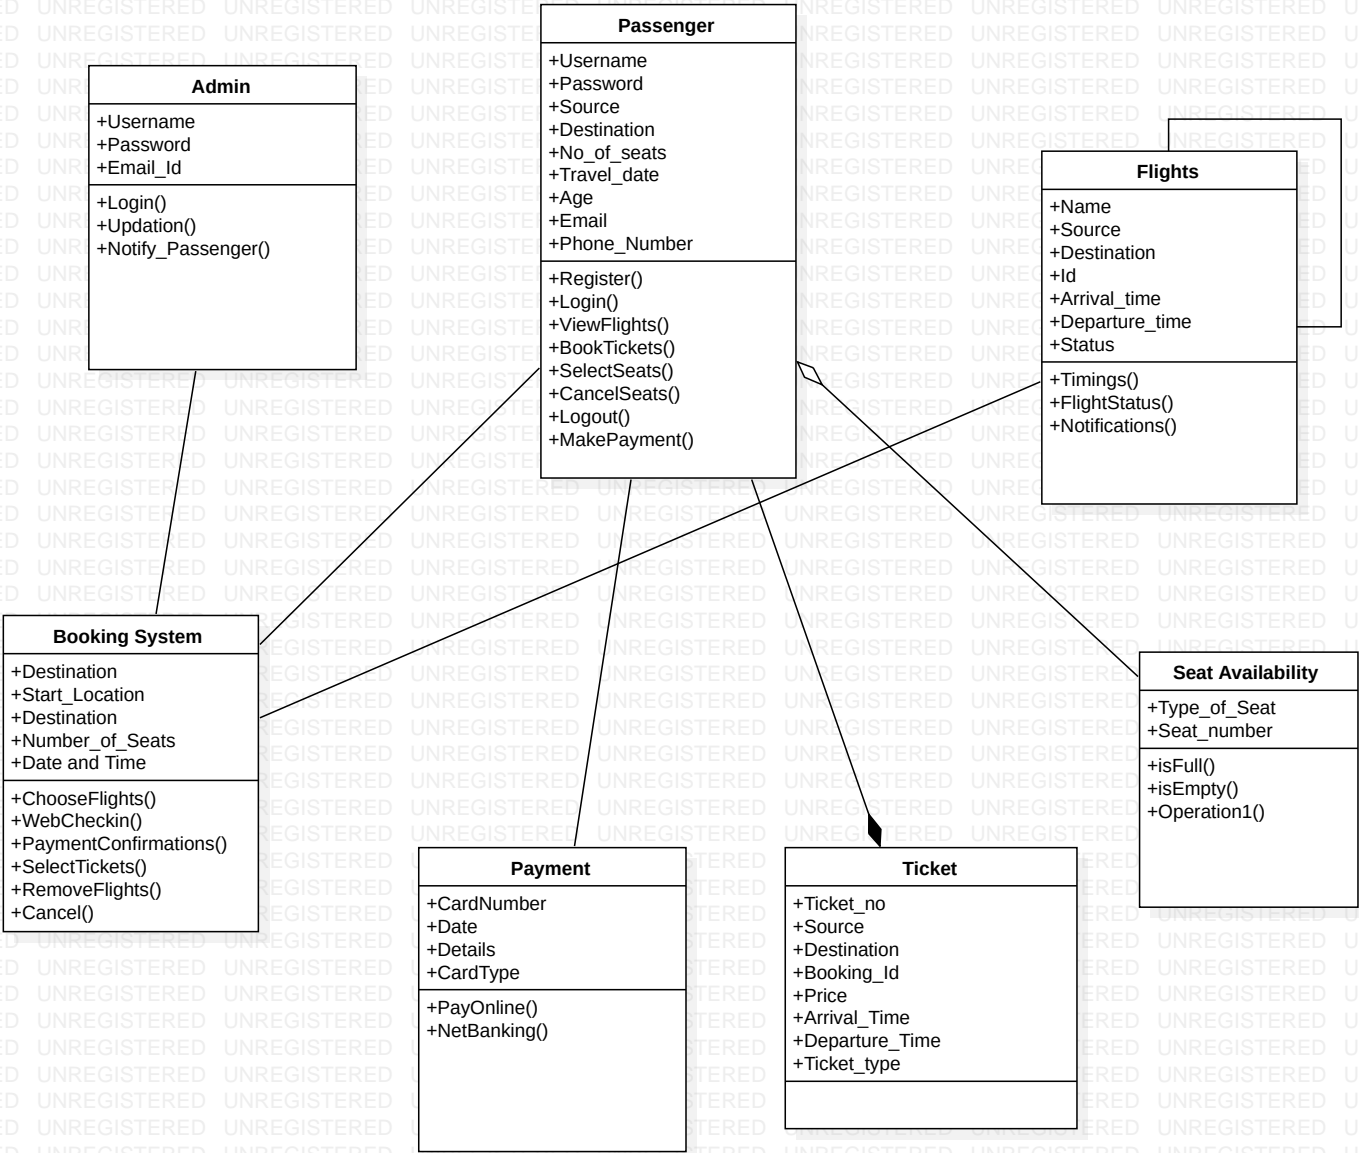 Passenger
+Username
+Password
+Source
+Destination
+No_of_seats
+Travel_date
+Age
+Email
+Phone_Number
+Register()
+Login()
+ViewFlights()
+BookTickets()
+SelectSeats()
+CancelSeats()
+Logout()
+MakePayment()
Admin
+Username
+Password
+Email_Id
+Login()
+Updation()
+Notify_Passenger()
Flights
+Name
+Source
+Destination
+Id
+Arrival_time
+Departure_time
+Status
+Timings()
+FlightStatus()
+Notifications()
Booking System
+Destination
+Start_Location
+Destination
+Number_of_Seats
+Date and Time
+ChooseFlights()
+WebCheckin()
+PaymentConfirmations()
+SelectTickets()
+RemoveFlights()
+Cancel()
Seat Availability
+Type_of_Seat
+Seat_number
+isFull()
+isEmpty()
+Operation1()
Payment
+CardNumber
+Date
+Details
+CardType
+PayOnline()
+NetBanking()
Ticket
+Ticket_no
+Source
+Destination
+Booking_Id
+Price
+Arrival_Time
+Departure_Time
+Ticket_type
UNREGISTERED